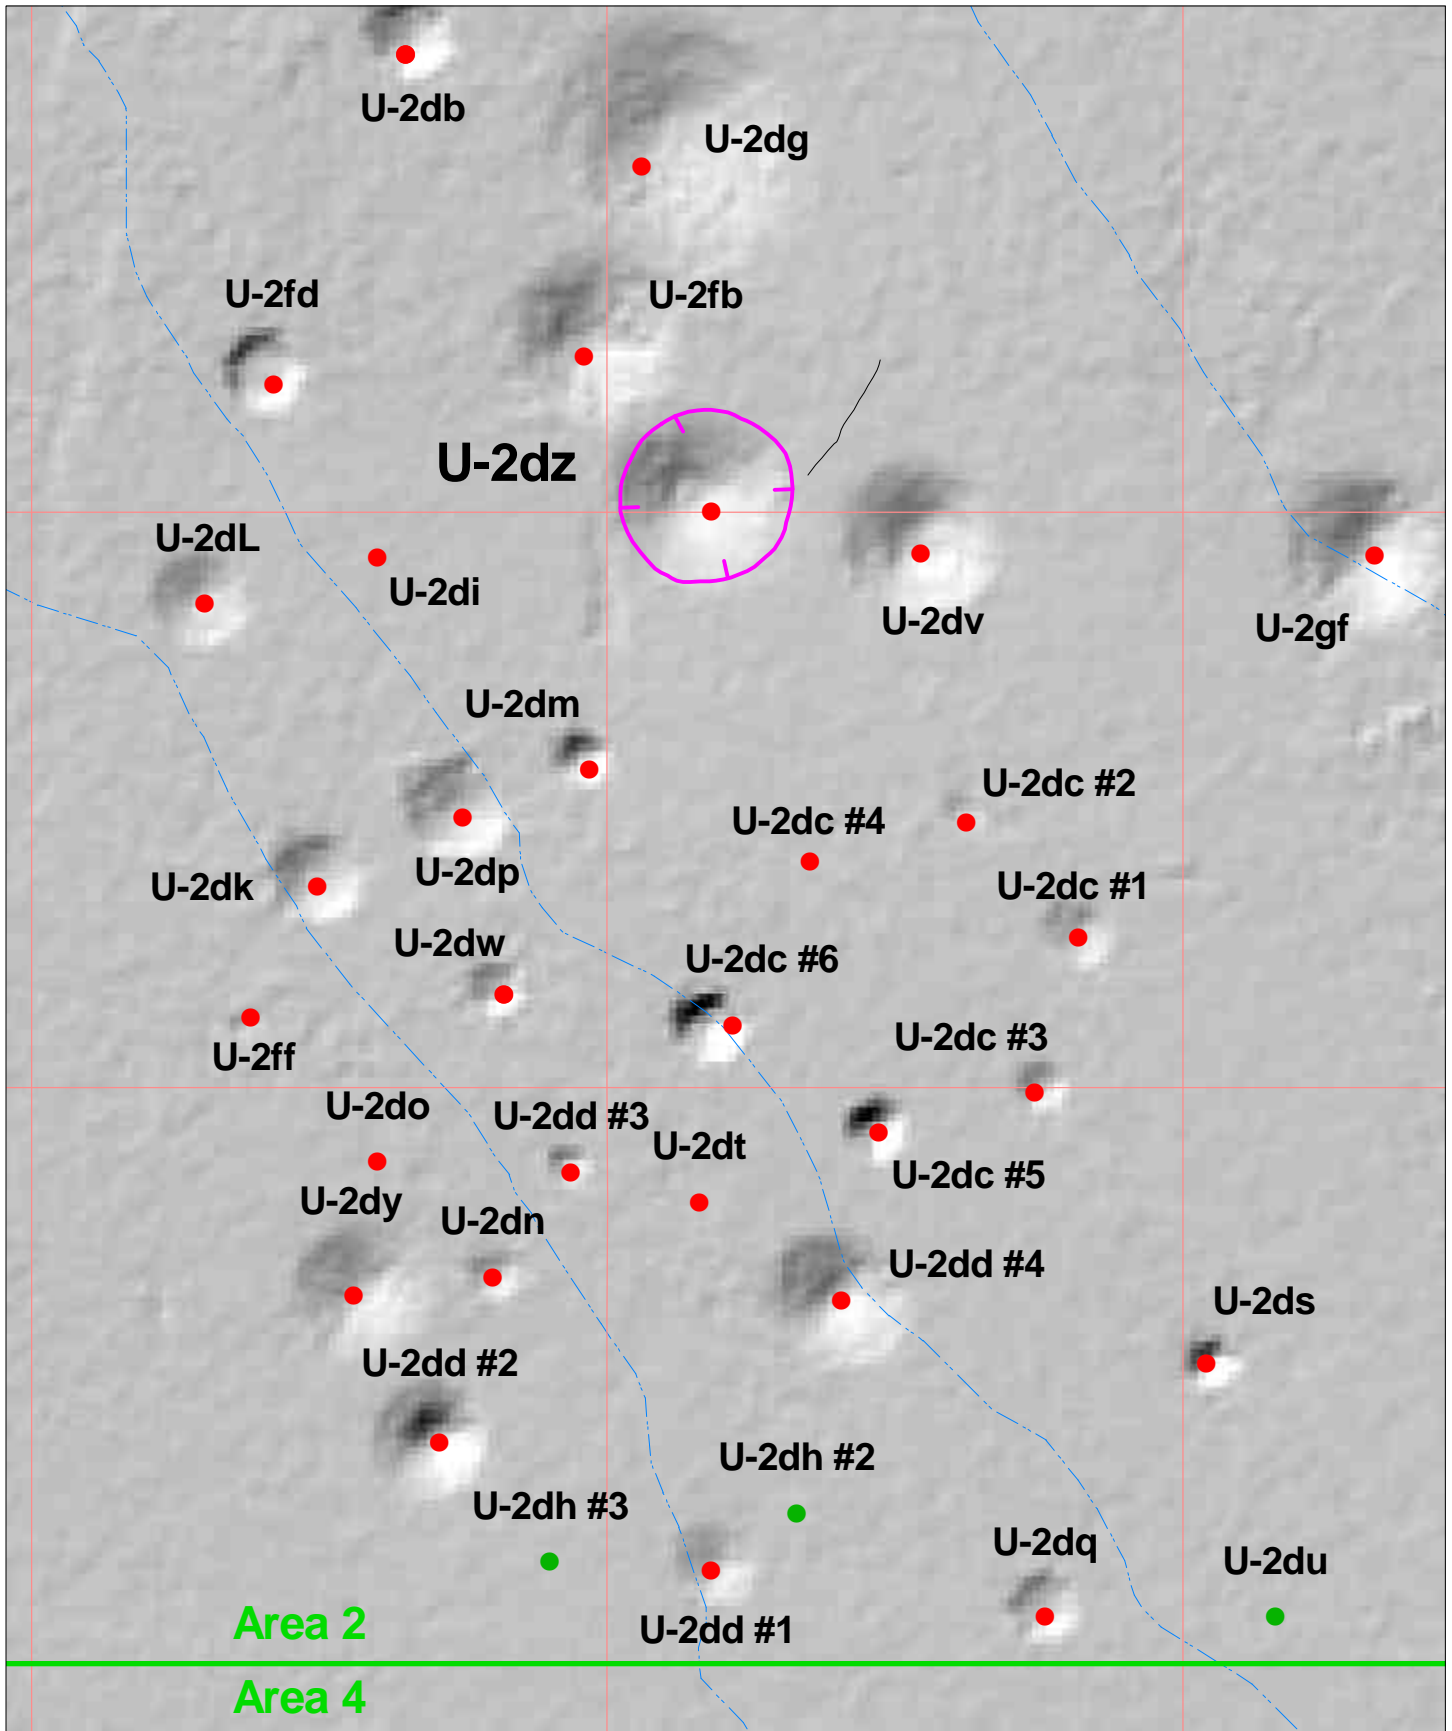 U-2db
U-2dg
U-2fd
U-2fb
U-2dz
U-2dL
U-2di
U-2dv
U-2gf
U-2dm
U-2dc #2
U-2dc #4
U-2dp
U-2dk
U-2dc #1
U-2dw
U-2dc #6
U-2dc #3
U-2ff
U-2do
U-2dd #3
U-2dt
U-2dc #5
U-2dy
U-2dn
U-2dd #4
U-2ds
U-2dd #2
U-2dh #2
U-2dh #3
U-2dq
U-2du
Area 2
U-2dd #1
Area 4